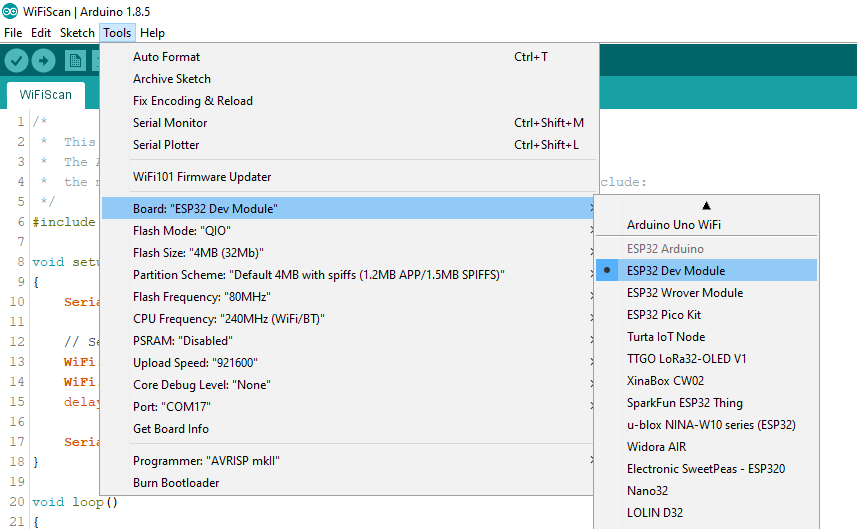 WiFiScan | Arduino 1.8.5
File Edit Sketch Tools Help
WiFiScan
Auto Format Ctrl+T
Archive Sketch
Fix Encoding & Reload
Serial Monitor Ctrl+Shift+M
Serial Plotter Ctrl+Shift+L
WiFi101 Firmware Updater
Board: "ESP32 Dev Module"
Flash Mode: "QIO"
Flash Size: "4MB (32Mb)"
Partition Scheme: "Default 4MB with spiffs (1.2MB APP/1.5MB SPIFFS)"
Flash Frequency: "80MHz"
CPU Frequency: "240MHz (WiFi/BT)"
PSRAM: "Disabled"
Upload Speed: "921600"
Core Debug Level: "None"
Port: "COM17"
Get Board Info
Programmer: "AVRISP mkII"
Burn Bootloader
Arduino Uno WiFi
ESP32 Arduino
ESP32 Dev Module
ESP32 Wrover Module
ESP32 Pico Kit
Turta IoT Node
TTGO LoRa32-OLED V1
XinaBox CW02
SparkFun ESP32 Thing
u-blox NINA-W10 series (ESP32)
Widora AIR
Electronic SweetPeas - ESP320
Nano32
LOLIN D32
1 /*
2 * This
3 * The
4 * the clude:
5 */
6 #include
7
8 void
9 {
10
11
12 //
13 WiFi
14 WiFi
15 delay
16
17
18 }
19
20 void loop()
21 {